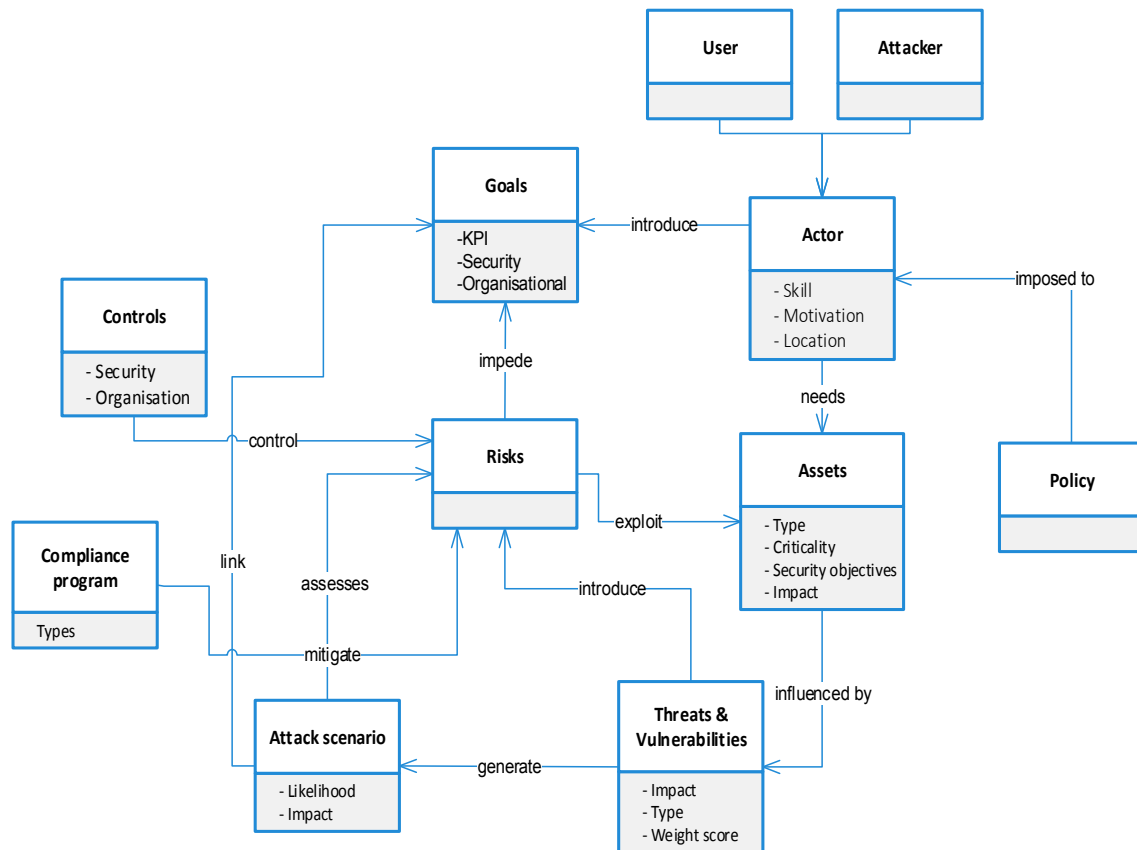 User
Attacker
Goals
-KPI
-Security
-Organisational
introduce
Actor
- Skill
- Motivation
- Location
imposed to
Controls
- Security
- Organisation
impede
needs
control
Risks
Assets
- Type
- Criticality
- Security objectives
- Impact
Policy
exploit
Compliance
program
Types
link
assesses
introduce
mitigate
influenced by
Attack scenario
- Likelihood
- Impact
generate
Threats &
Vulnerabilities
- Impact
- Type
- Weight score